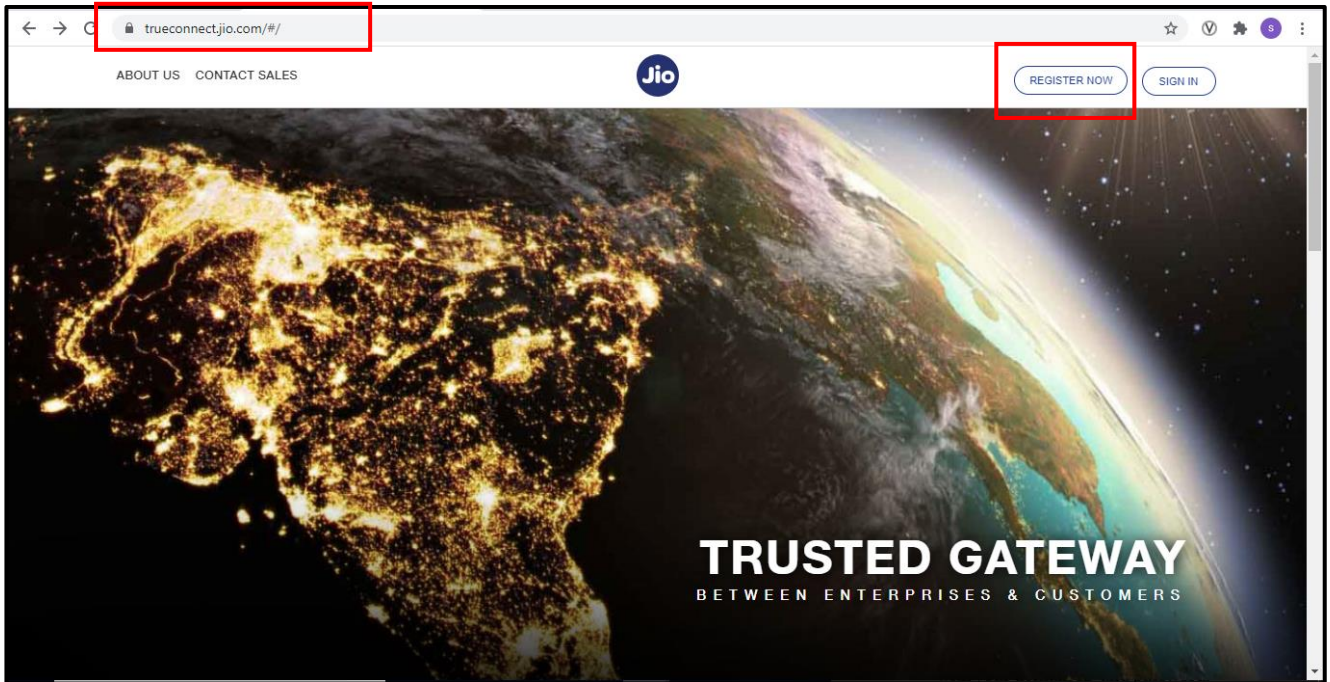 trueconnect.jio.com/#/
S
ABOUT US CONTACT SALES
Jio
REGISTER NOW
SIGN IN
TRUSTED GATEWAY
BETWEEN ENTERPRISES & CUSTOMERS